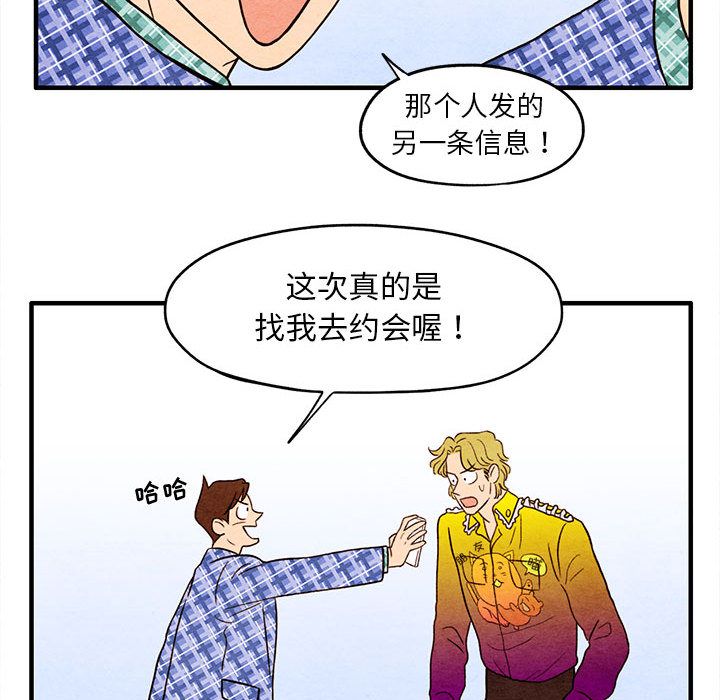 那个人发的
另一条信息！
这次真的是
找我去约会喔！
哈哈